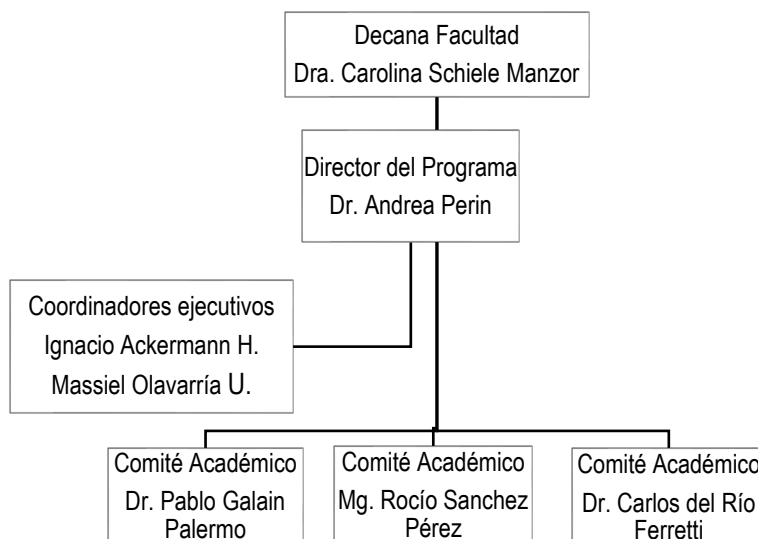 Decana Facultad
Dra. Carolina Schiele Manzor
Director del Programa
Dr. Andrea Perin
Coordinadores ejecutivos
Ignacio Ackermann H.
Massiel Olavarría U.
Comité Académico
Dr. Pablo Galain
Palermo
Comité Académico
Mg. Rocío Sanchez
Pérez
Comité Académico
Dr. Carlos del Río
Ferretti